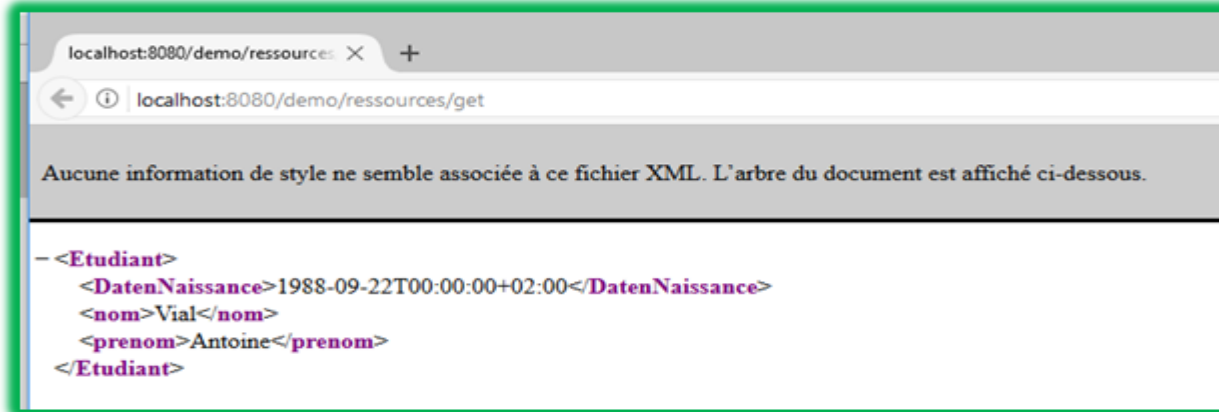 localhost:8080/demo/ressources
localhost:8080/demo/ressources/get
Aucune information de style ne semble associée à ce fichier XML. L’arbre du document est affiché ci-dessous.
−<Etudiant>
<DatenNaissance>1988-09-22T00:00:00+02:00</DatenNaissance>
<nom>Vial</nom>
<prenom>Antoine</prenom>
</Etudiant>